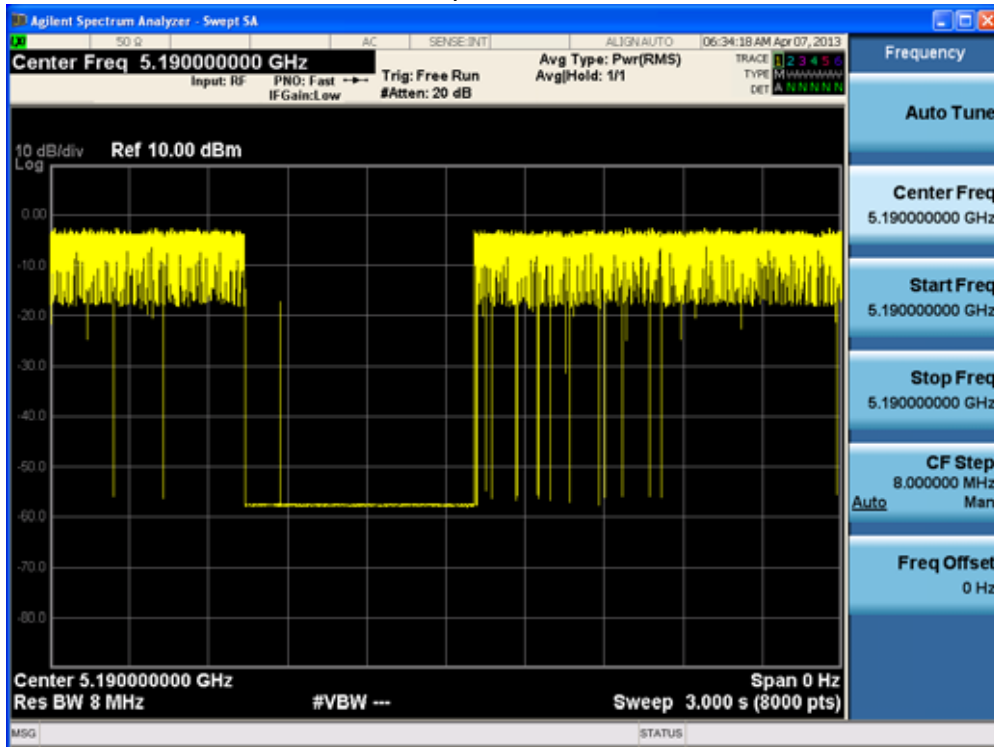 Agilent Spectrum Analyzer - Swept SA
50 Ω AC SENSE:INT ALIGNAUTO 06:34:18 AM Apr 07, 2013
Center Freq 5.190000000 GHz
Input: RF PNO: Fast Trig: Free Run Avg Type: Pwr(RMS) TRACE 1 2 3 4 5 6
IFGain:Low #Atten: 20 dB Avg|Hold: 1/1 TYPE M
DET A N N N N N
10 dB/div Ref 10.00 dBm
Log
0.00
-10.0
-20.0
-30.0
-40.0
-50.0
-60.0
-70.0
-80.0
Center 5.190000000 GHz Span 0 Hz
Res BW 8 MHz #VBW --- Sweep 3.000 s (8000 pts)
MSG STATUS
Frequency
Auto Tune
Center Freq
5.190000000 GHz
Start Freq
5.190000000 GHz
Stop Freq
5.190000000 GHz
CF Step
8.000000 MHz
Auto Man
Freq Offset
0 Hz